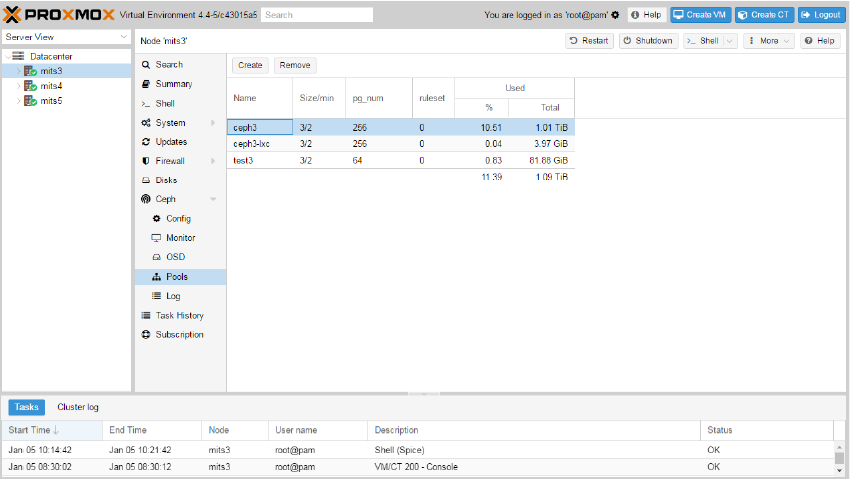 PROXMOX Virtual Environment 4.4-5/c43015a5 Search You are logged in as 'root@pam' Help Create VM Create CT Logout
Server View
Datacenter
mits3
mits4
mits5
Node 'mits3' Restart Shutdown Shell More Help
Search
Summary
Shell
System
Updates
Firewall
Disks
Ceph
Config
Monitor
OSD
Pools
Log
Task History
Subscription
Create Remove
Name Size/min pg_num ruleset Used
% Total
ceph3 3/2 256 0 10.51 1.01 TiB
ceph3-lxc 3/2 256 0 0.04 3.97 GiB
test3 3/2 64 0 0.83 81.88 GiB
11.39 1.09 TiB
Tasks Cluster log
Start Time End Time Node User name Description Status
Jan 05 10:14:42 Jan 05 10:21:42 mits3 root@pam Shell (Spice) OK
Jan 05 08:30:02 Jan 05 08:30:12 mits3 root@pam VM/CT 200 - Console OK